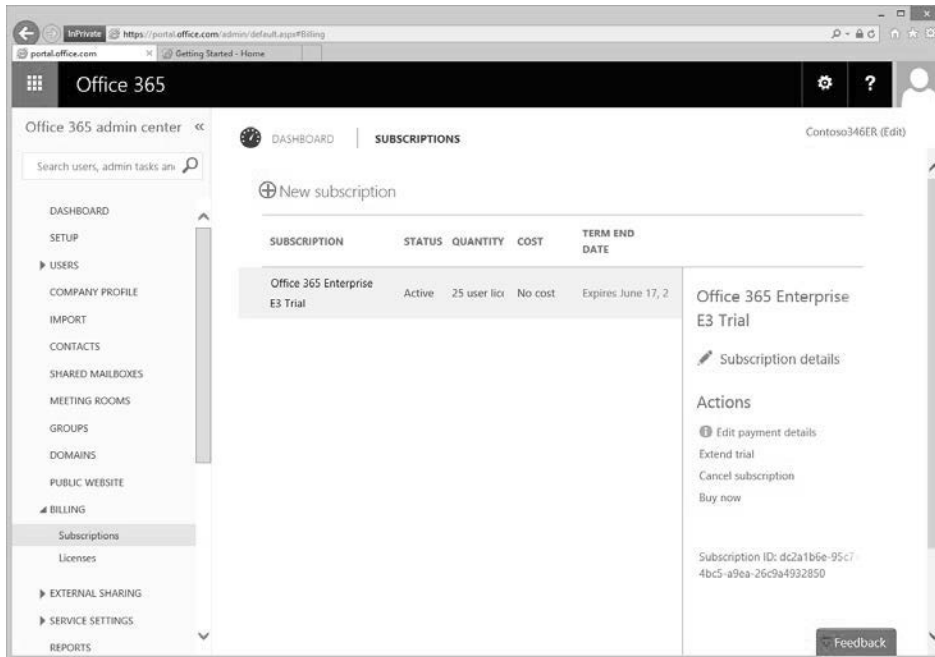 InPrivate https://portal.office.com/admin/default.aspx#Billing
portal.office.com Getting Started - Home
Office 365 ?
Office 365 admin center «
Search users, admin tasks an
DASHBOARD
SETUP
USERS
COMPANY PROFILE
IMPORT
CONTACTS
SHARED MAILBOXES
MEETING ROOMS
GROUPS
DOMAINS
PUBLIC WEBSITE
BILLING
Subscriptions
Licenses
EXTERNAL SHARING
SERVICE SETTINGS
REPORTS
DASHBOARD | SUBSCRIPTIONS
Contoso346ER (Edit)
New subscription
SUBSCRIPTION STATUS QUANTITY COST TERM END
DATE
Office 365 Enterprise
E3 Trial
Active 25 user lic No cost Expires June 17, 2
Office 365 Enterprise
E3 Trial
Subscription details
Actions
Edit payment details
Extend trial
Cancel subscription
Buy now
Subscription ID: dc2a1b6e-95c7-
4bc5-a9ea-26c9a4932850
Feedback